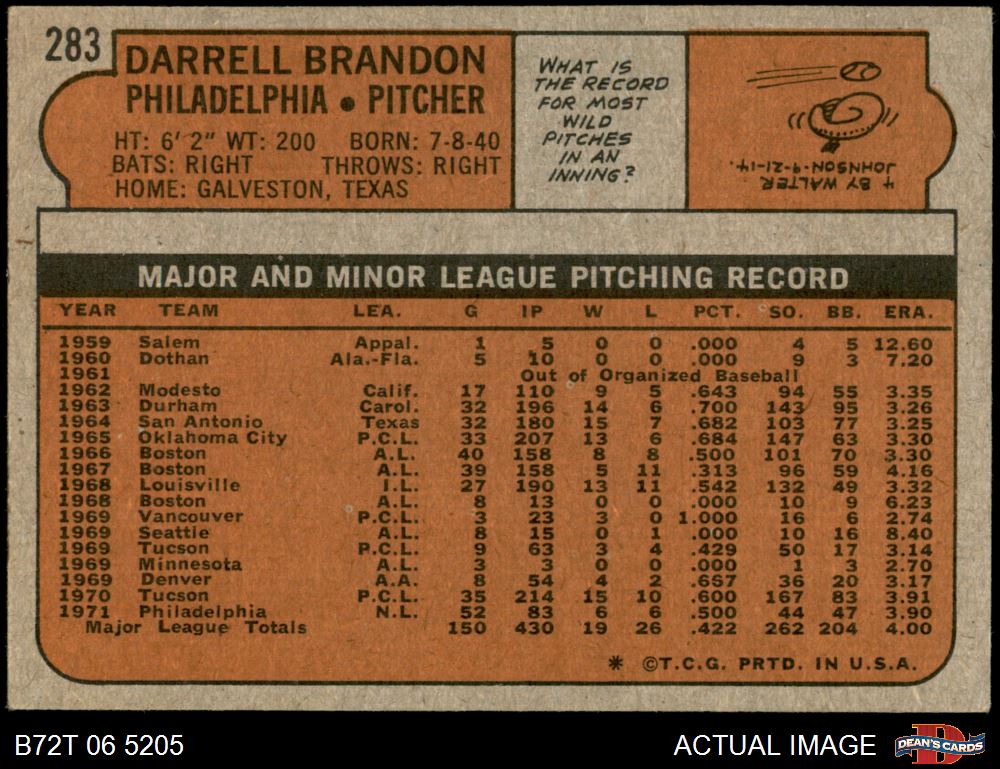 283
DARRELL BRANDON
PHILADELPHIA • PITCHER
HT: 6' 2" WT: 200 BORN: 7-8-40
BATS: RIGHT THROWS: RIGHT
HOME: GALVESTON, TEXAS
WHAT IS
THE RECORD
FOR MOST
WILD
PITCHES
IN AN
INNING?
4 BY WALTER
JOHNSON-9-21-14.
MAJOR AND MINOR LEAGUE PITCHING RECORD
YEAR TEAM LEA. G IP W L PCT. SO. BB. ERA.
1959 Salem Appal. 1 5 0 0 .000 4 5 12.60
1960 Dothan Ala.-Fla. 5 10 0 0 .000 9 3 7.20
1961 Out of Organized Baseball
1962 Modesto Calif. 17 110 9 5 .643 94 55 3.35
1963 Durham Carol. 32 196 14 6 .700 143 95 3.26
1964 San Antonio Texas 32 180 15 7 .682 103 77 3.25
1965 Oklahoma City P.C.L. 33 207 13 6 .684 147 63 3.30
1966 Boston A.L. 40 158 8 8 .500 101 70 3.30
1967 Boston A.L. 39 158 5 11 .313 96 59 4.16
1968 Louisville I.L. 27 190 13 11 .542 132 49 3.32
1968 Boston A.L. 8 13 0 0 .000 10 9 6.23
1969 Vancouver P.C.L. 3 23 3 0 1.000 16 6 2.74
1969 Seattle A.L. 8 15 0 1 .000 10 16 8.40
1969 Tucson P.C.L. 9 63 3 4 .429 50 17 3.14
1969 Minnesota A.L. 3 3 0 0 .000 1 3 2.70
1969 Denver A.A. 8 54 4 2 .657 36 20 3.17
1970 Tucson P.C.L. 35 214 15 10 .600 167 83 3.91
1971 Philadelphia N.L. 52 83 6 6 .500 44 47 3.90
Major League Totals 150 430 19 26 .422 262 204 4.00
* ©T.C.G. PRTD. IN U.S.A.
B72T 06 5205 ACTUAL IMAGE
D
DEAN'S CARDS